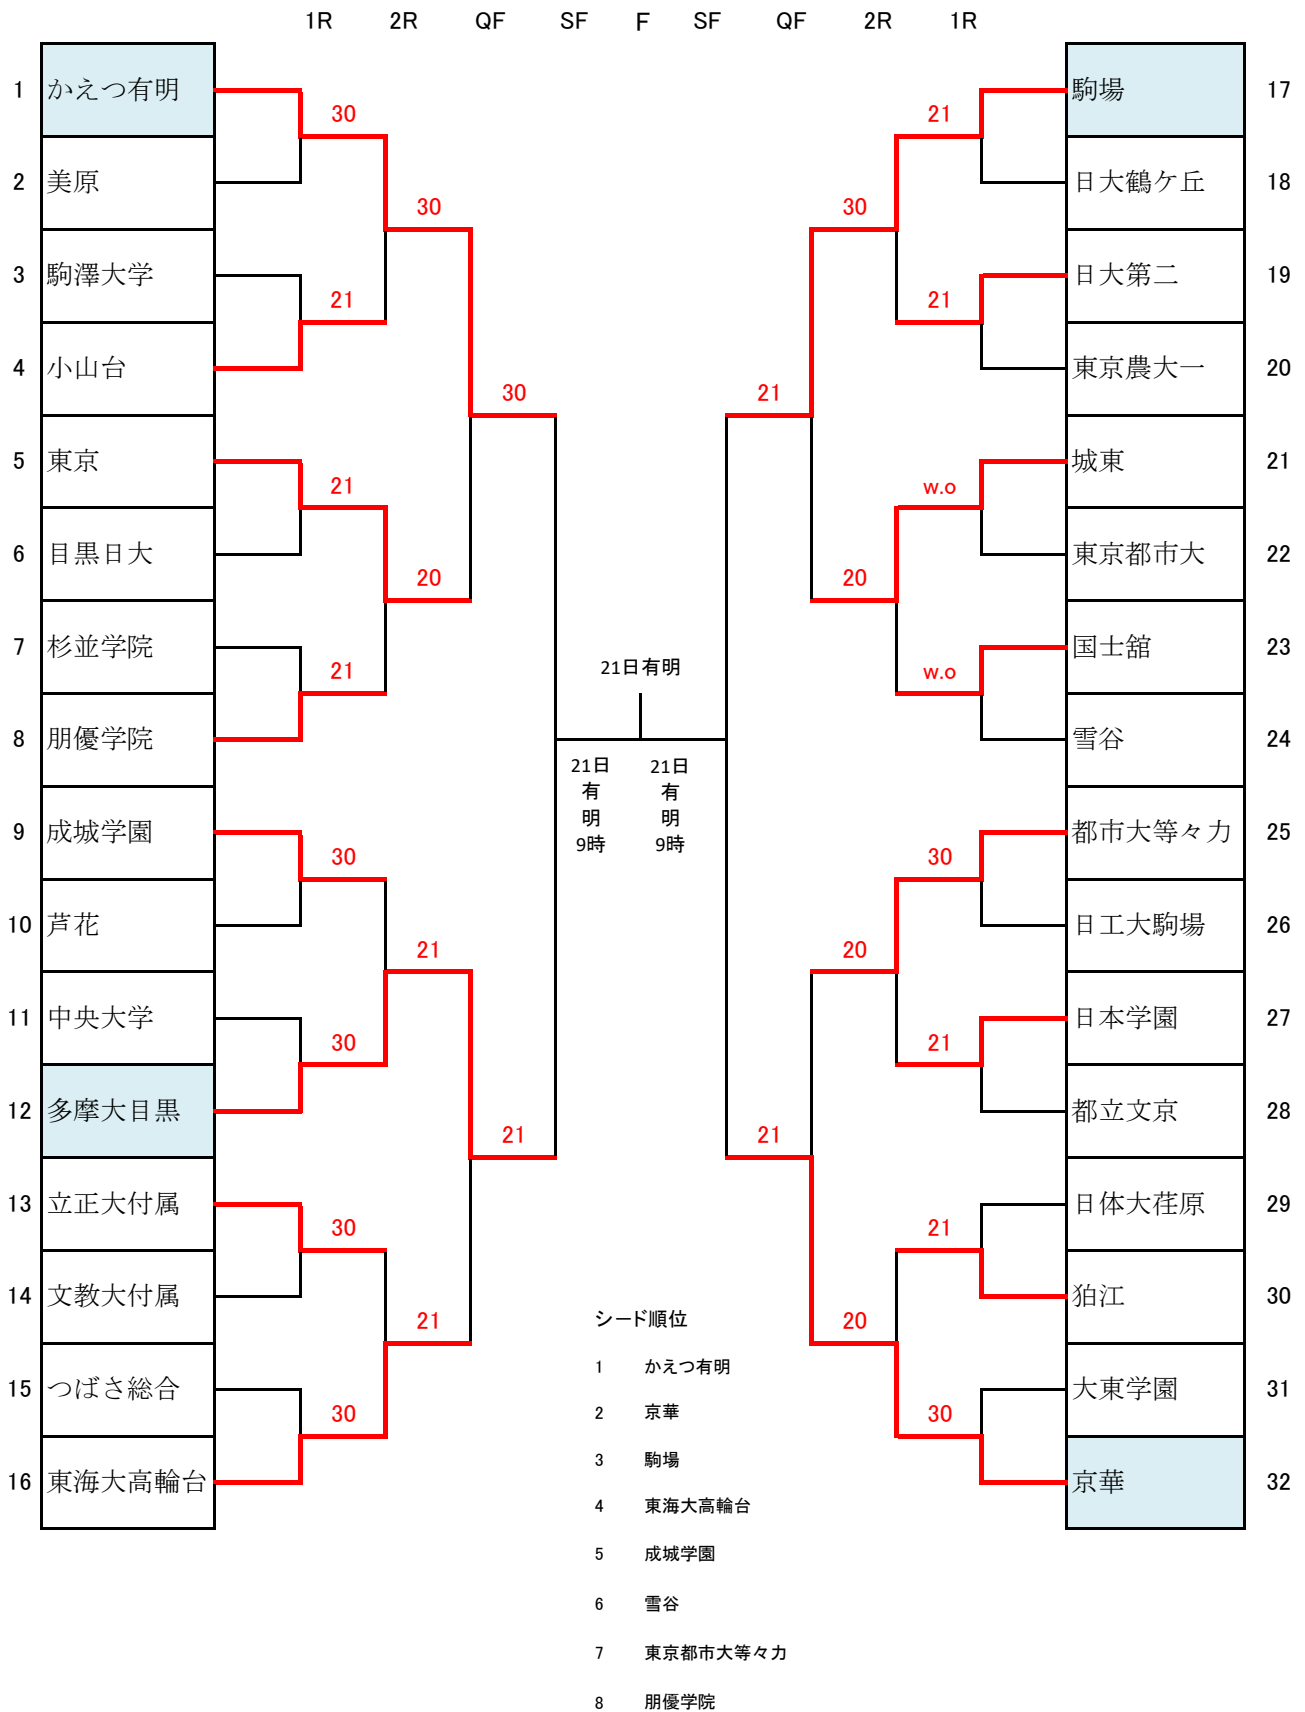 1R 2R QF SF F SF QF 2R 1R
1 かえつ有明 駒場 17
30 21
2 美原 日大鶴ケ丘 18
30 30
3 駒澤大学 日大第二 19
21 21
4 小山台 東京農大一 20
30 21
5 東京 城東 21
21 w.o
6 目黒日大 東京都市大 22
20 20
7 杉並学院 国士舘 23
21 21日有明 w.o
8 朋優学院 雪谷 24
21日 21日
有 有
明 明
9時 9時
9 成城学園 都市大等々力 25
30 30
10 芦花 日工大駒場 26
21 20
11 中央大学 日本学園 27
30 21
12 多摩大目黒 都立文京 28
21 21
13 立正大付属 日体大荏原 29
30 21
14 文教大付属 狛江 30
21 シード順位 20
15 つばさ総合 大東学園 31
30 30
16 東海大高輪台 京華 32
1 かえつ有明
2 京華
3 駒場
4 東海大高輪台
5 成城学園
6 雪谷
7 東京都市大等々力
8 朋優学院